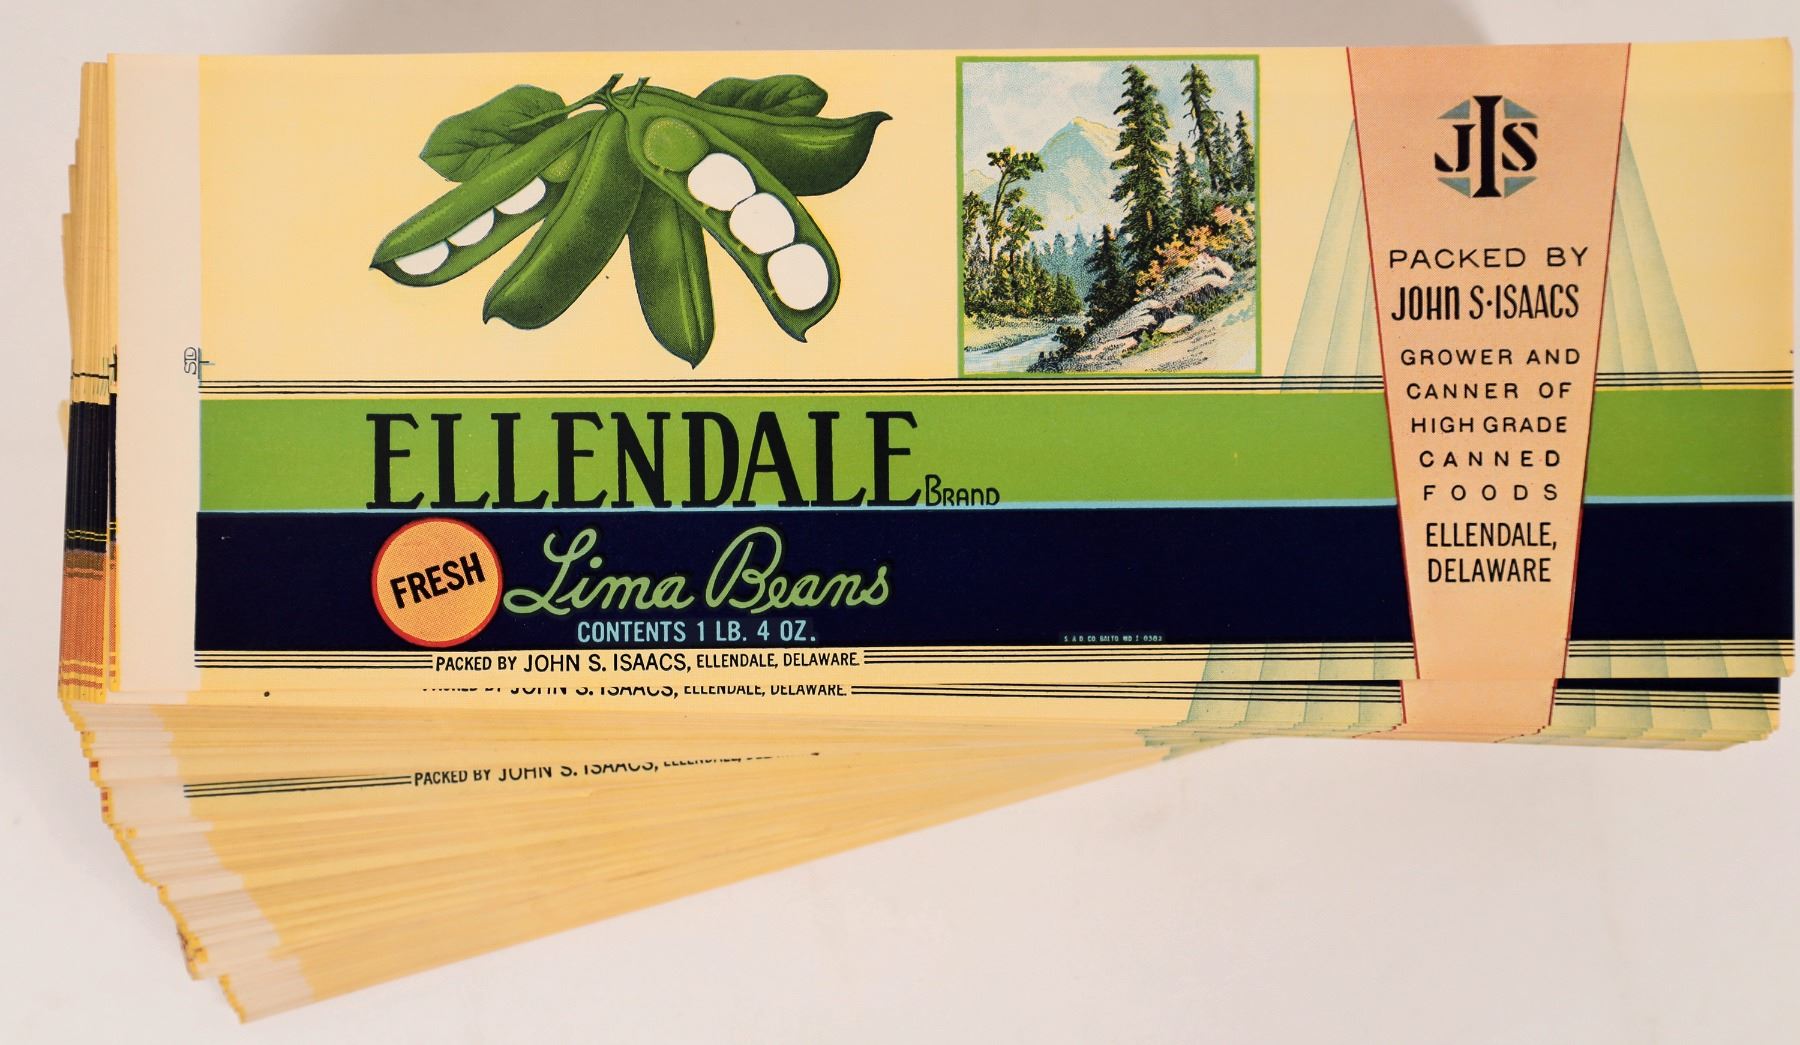 SD
ELLENDALE BRAND
FRESH Lima Beans
CONTENTS 1 LB. 4 OZ.
PACKED BY JOHN S. ISAACS, ELLENDALE, DELAWARE.
JIS
PACKED BY
JOHN S·ISAACS
GROWER AND
CANNER OF
HIGH GRADE
CANNED
FOODS
ELLENDALE,
DELAWARE
PACKED BY JOHN S. ISAACS, ELLENDALE, DELAWARE.
PACKED BY JOHN S. ISAACS,